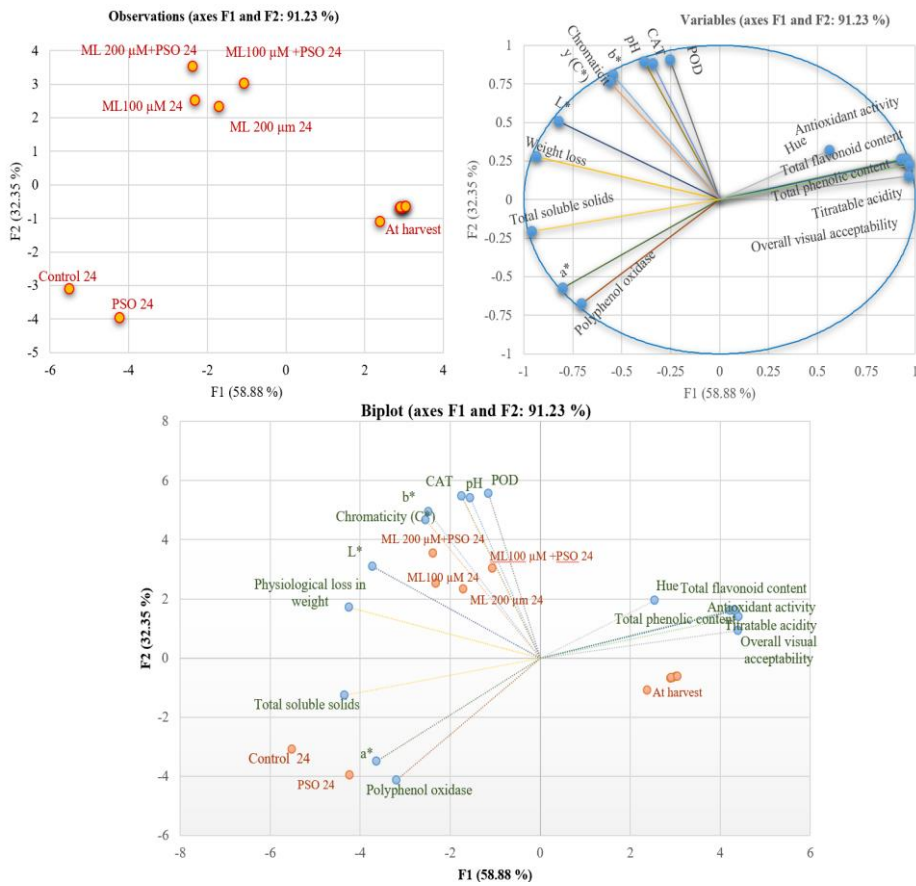 Observations (axes F1 and F2: 91.23 %)
4
3
2
1
0
-1
-2
-3
-4
-5
F2 (32.35 %)
ML 200 µM+PSO 24
ML100 µM +PSO 24
ML100 µM 24
ML 200 µm 24
At harvest
Control 24
PSO 24
-6
-4
-2
0
2
4
F1 (58.88 %)
Variables (axes F1 and F2: 91.23 %)
1
0.75
0.5
0.25
0
-0.25
-0.5
-0.75
-1
F2 (32.35 %)
Chromaticit
y (C*)
b*
pH
CAT
POD
L*
Weight loss
Total soluble solids
a*
Polyphenol oxidase
Antioxidant activity
Hue
Total flavonoid content
Total phenolic content
Titratable acidity
Overall visual acceptability
-1
-0.75
-0.5
-0.25
0
0.25
0.5
0.75
1
F1 (58.88 %)
Biplot (axes F1 and F2: 91.23 %)
8
6
4
2
0
-2
-4
-6
F2 (32.35 %)
CAT
pH
POD
b*
Chromaticity (C*)
ML 200 µM+PSO 24
ML100 µM +PSO 24
L*
ML100 µM 24
ML 200 µm 24
Physiological loss in
weight
Hue
Total flavonoid content
Antioxidant activity
Total phenolic content
Titratable acidity
Overall visual
acceptability
At harvest
Total soluble solids
Control 24
a*
PSO 24
Polyphenol oxidase
-8
-6
-4
-2
0
2
4
6
F1 (58.88 %)